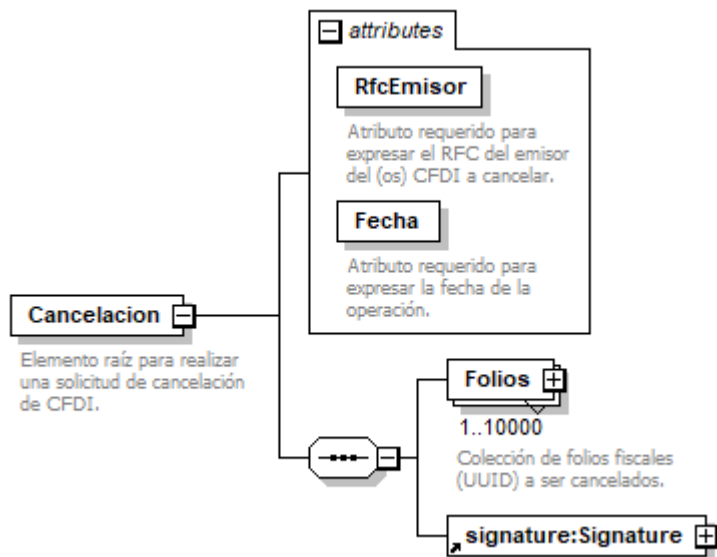 attributes
RfcEmisor
Atributo requerido para
expresar el RFC del emisor
del (os) CFDI a cancelar.
Fecha
Atributo requerido para
expresar la fecha de la
operación.
Cancelacion
Elemento raíz para realizar
una solicitud de cancelación
de CFDI.
Folios
1..10000
Colección de folios fiscales
(UUID) a ser cancelados.
signature:Signature